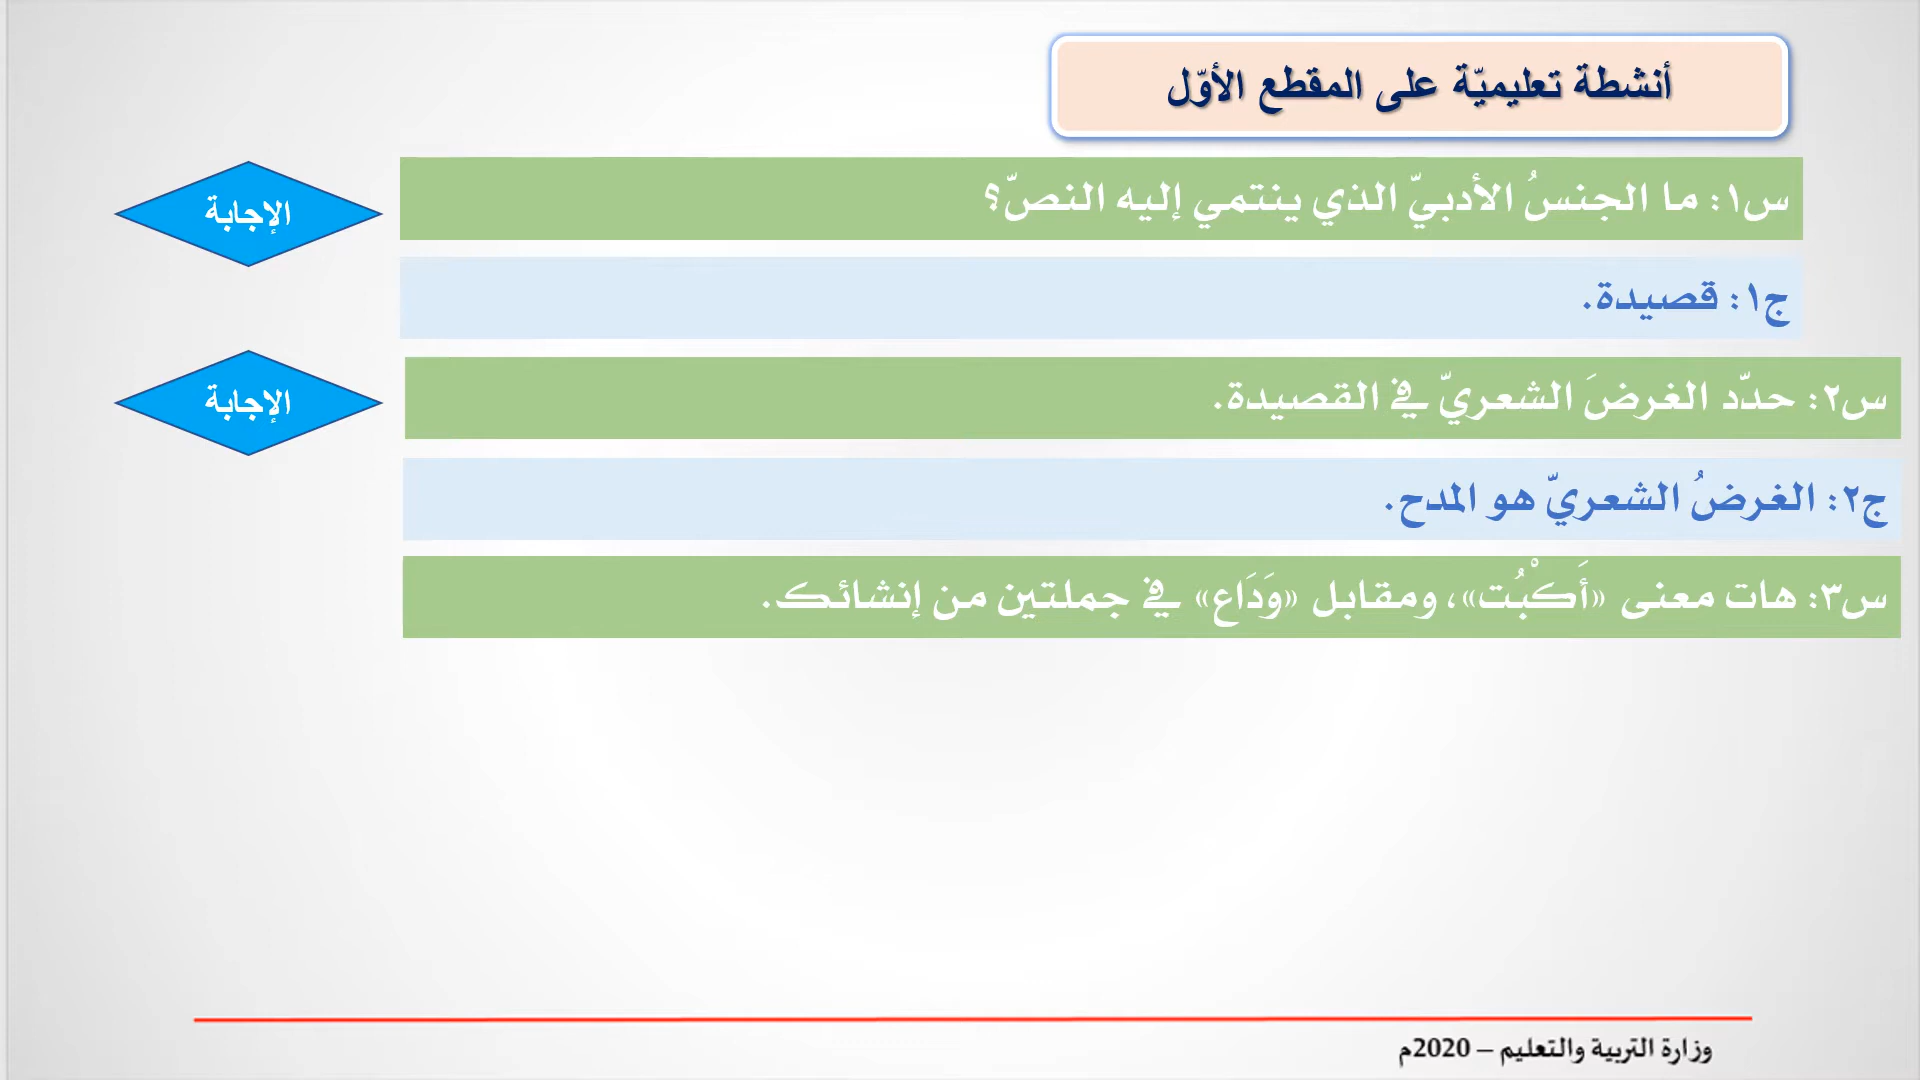 أنشطة تعليميّة على المقطع الأوّل
س١: ما الجنسُ الأدبيّ الذي ينتمي إليه النصّ؟
الإجابة
ج١: قصيدة.
س٢: حدّد الغرضَ الشعريّ في القصيدة.
الإجابة
ج٢: الغرضُ الشعريّ هو المدح.
س٣: هات معنى «أَكْبُت»، ومقابل «وَدَاع» في جملتين من إنشائك.
وزارة التربية والتعليم – 2020م